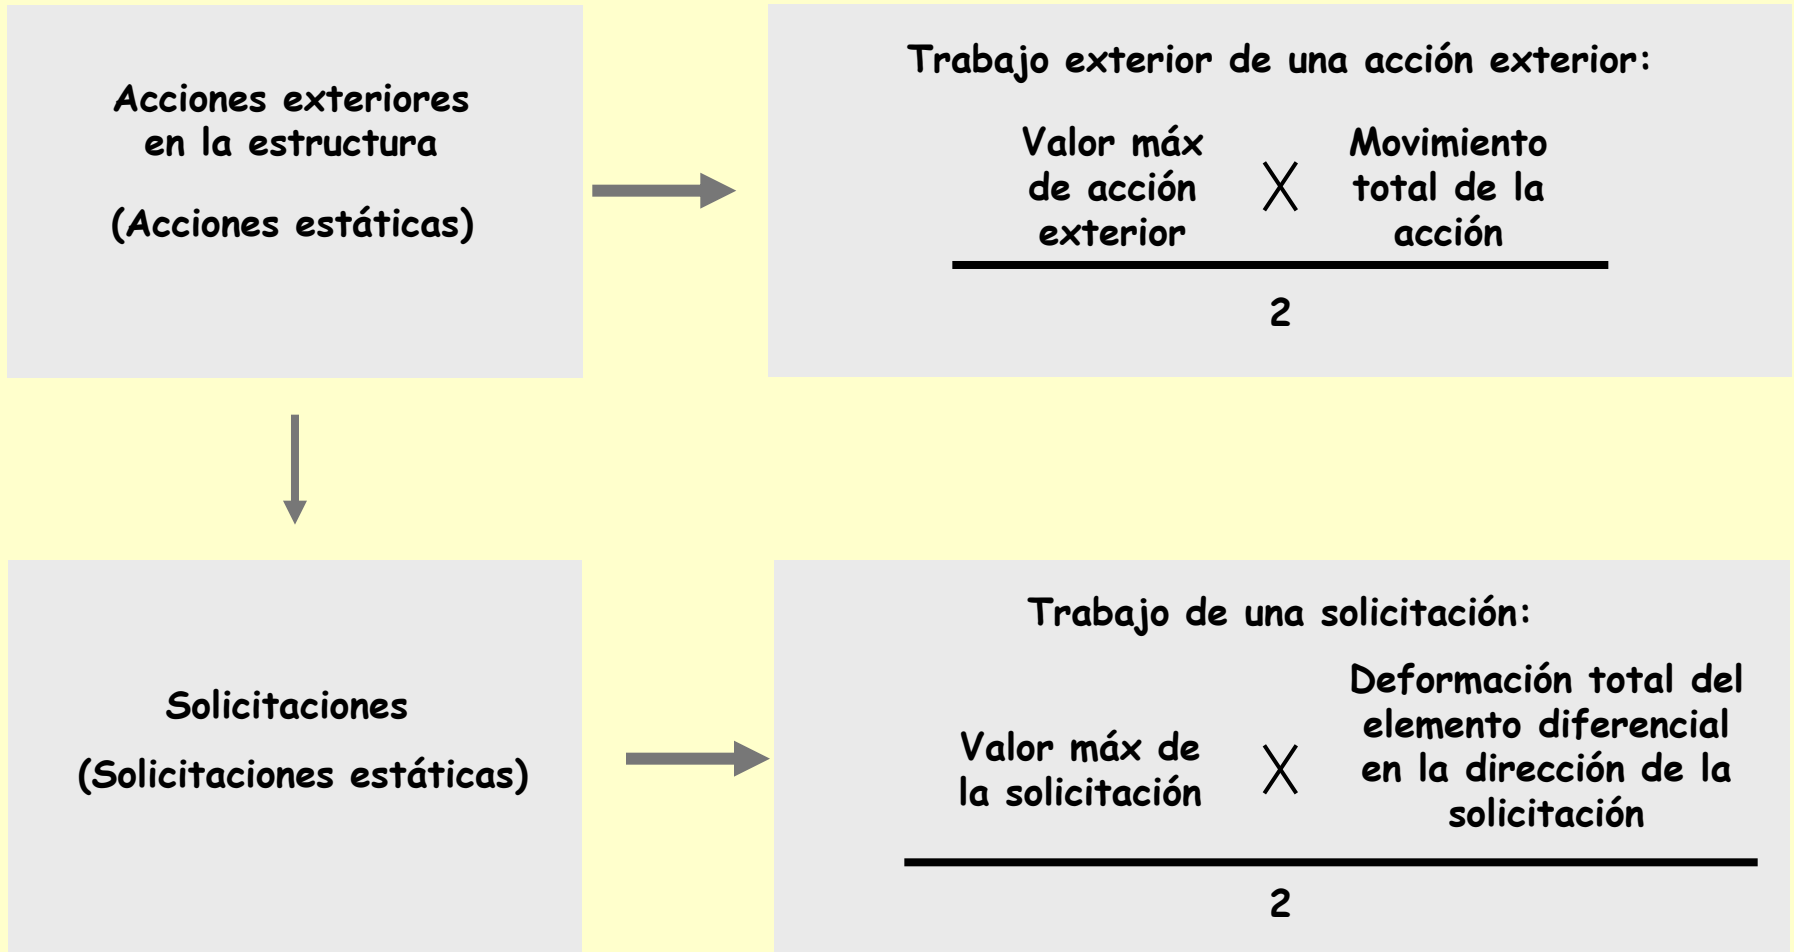 Acciones exteriores
en la estructura
(Acciones estáticas)
Trabajo exterior de una acción exterior:
Valor máx
de acción
exterior
X
Movimiento
total de la
acción
2
Solicitaciones
(Solicitaciones estáticas)
Trabajo de una solicitación:
Valor máx de
la solicitación
X
Deformación total del
elemento diferencial
en la dirección de la
solicitación
2